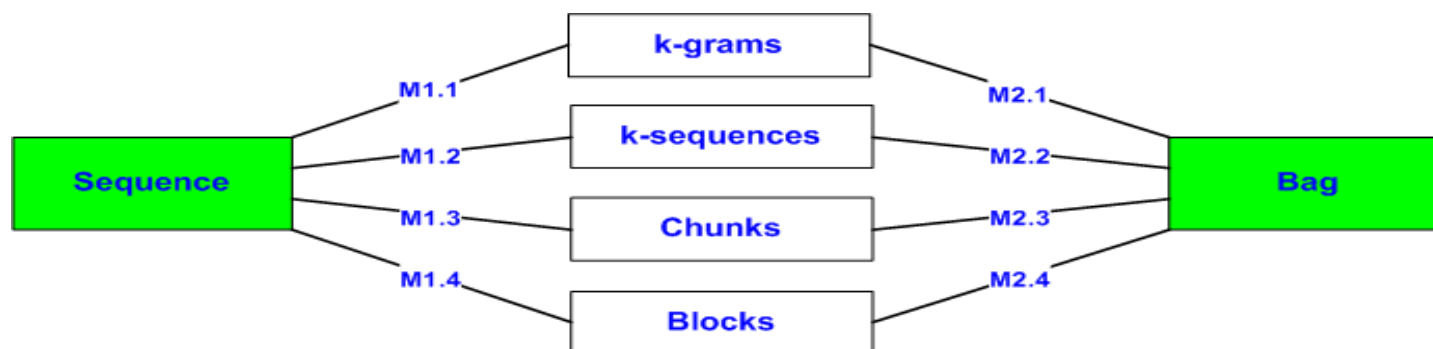 k-grams
M1.1
M2.1
k-sequences
M1.2
M2.2
Sequence
Bag
M1.3
M2.3
Chunks
M1.4
M2.4
Blocks